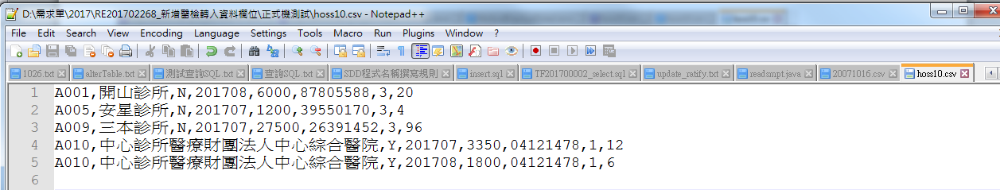 D:\需求單\2017\RE201702268_新增醫檢轉入資料欄位\正式機測試\hoss10.csv - Notepad++
File Edit Search View Encoding Language Settings Tools Macro Run Plugins Window ?
1026.txt alterTable.txt 測試查詢SQL.txt 查詢SQL.txt SDD程式名稱撰寫規則 insert.sql TF201700002_select.sql update_ratify.txt readsmpt.java 20071016.csv hoss10.csv
1 A001,開山診所,N,201708,6000,87805588,3,20
2 A005,安星診所,N,201707,1200,39550170,3,4
3 A009,三本診所,N,201707,27500,26391452,3,96
4 A010,中心診所醫療財團法人中心綜合醫院,Y,201707,3350,04121478,1,12
5 A010,中心診所醫療財團法人中心綜合醫院,Y,201708,1800,04121478,1,6
6